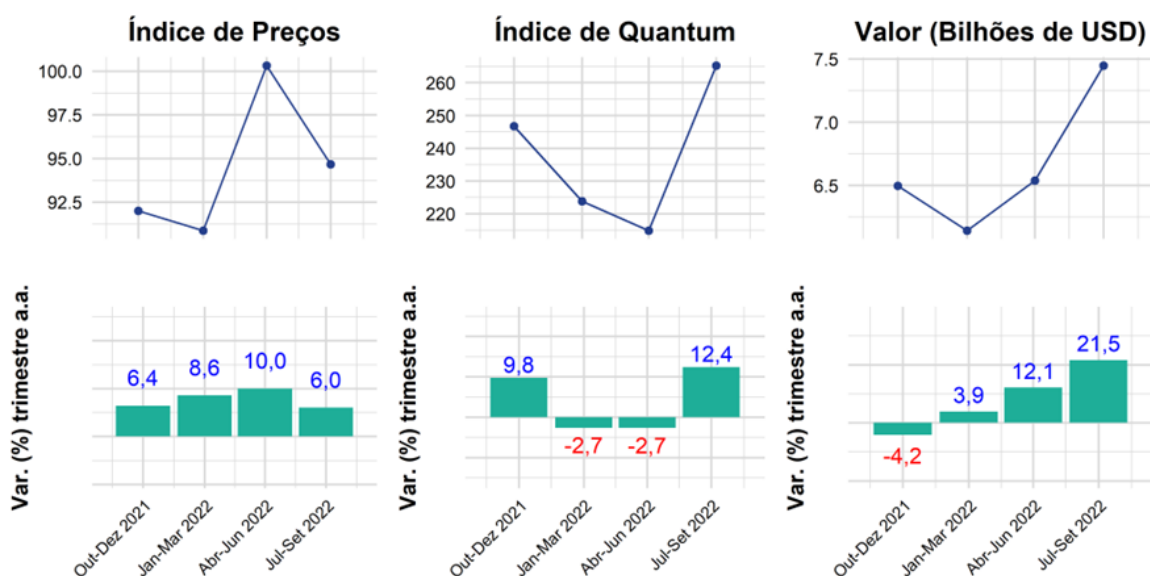 Índice de Preços
100.0
97.5
95.0
92.5
Var. (%) trimestre a.a.
6,4
8,6
10,0
6,0
Out-Dez 2021
Jan-Mar 2022
Abr-Jun 2022
Jul-Set 2022
Índice de Quantum
260
250
240
230
220
Var. (%) trimestre a.a.
9,8
-2,7
-2,7
12,4
Out-Dez 2021
Jan-Mar 2022
Abr-Jun 2022
Jul-Set 2022
Valor (Bilhões de USD)
7.5
7.0
6.5
Var. (%) trimestre a.a.
-4,2
3,9
12,1
21,5
Out-Dez 2021
Jan-Mar 2022
Abr-Jun 2022
Jul-Set 2022